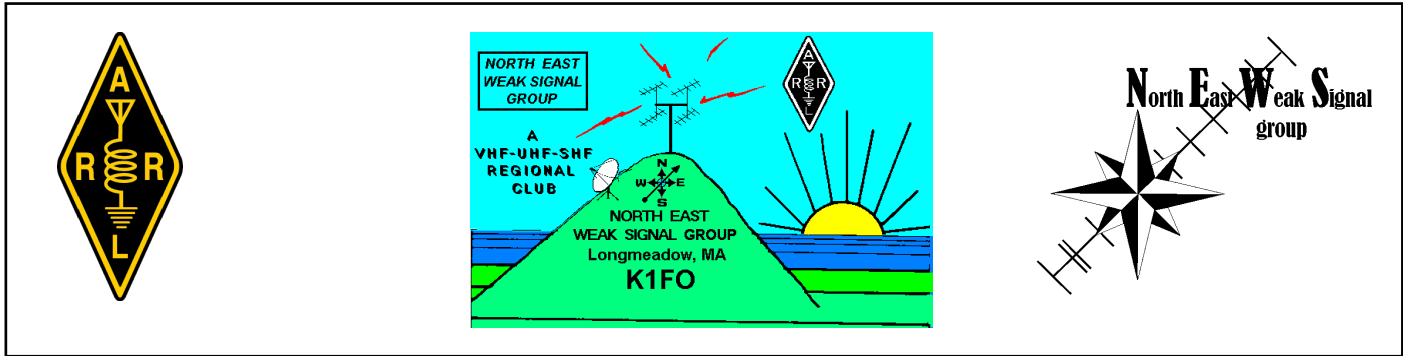 A
R R
L
NORTH EAST
WEAK SIGNAL
GROUP
A
VHF-UHF-SHF
REGIONAL
CLUB
A
R R
L
N
W E
S
NORTH EAST
WEAK SIGNAL GROUP
Longmeadow, MA
K1FO
North East Weak Signal
group